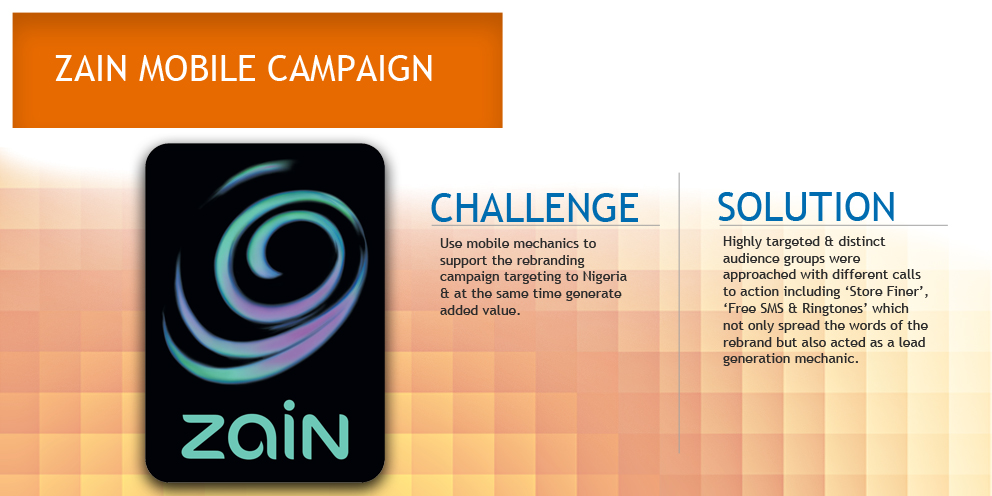 ZAIN MOBILE CAMPAIGN
zain
CHALLENGE
Use mobile mechanics to
support the rebranding
campaign targeting to Nigeria
& at the same time generate
added value.
SOLUTION
Highly targeted & distinct
audience groups were
approached with different calls
to action including ‘Store Finer’,
‘Free SMS & Ringtones’ which
not only spread the words of the
rebrand but also acted as a lead
generation mechanic.